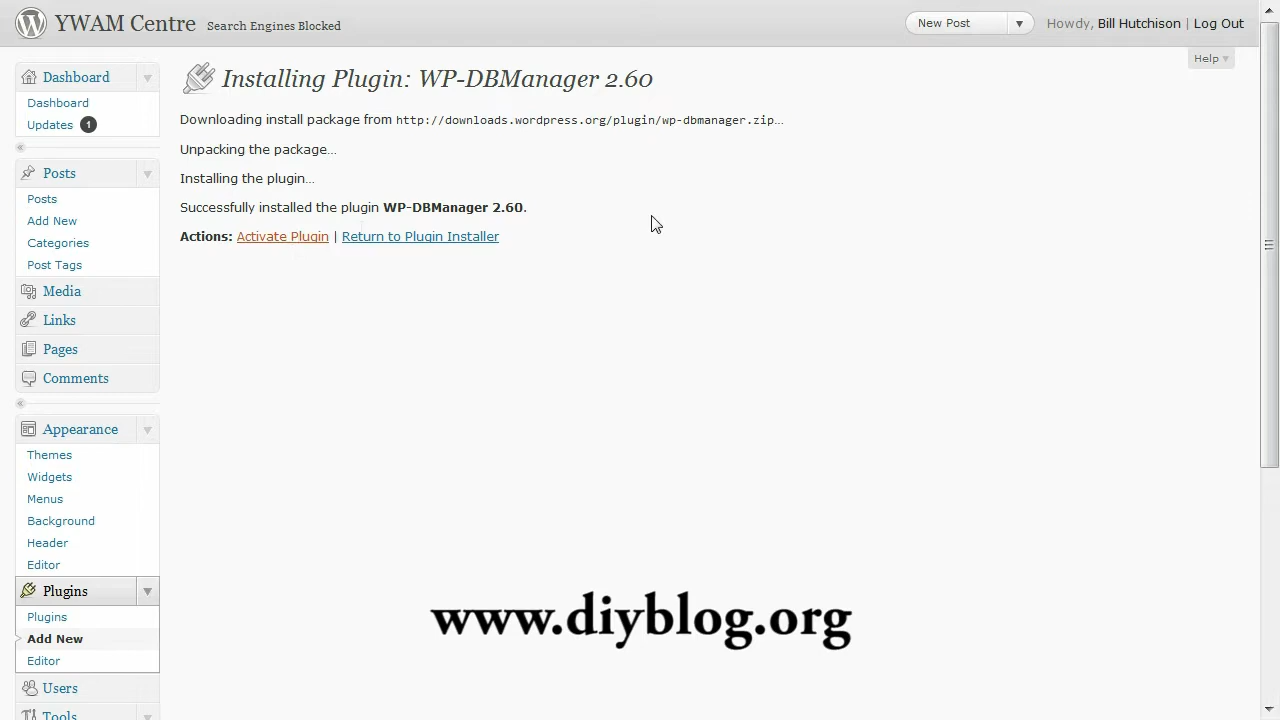 YWAM Centre Search Engines Blocked
New Post
Howdy, Bill Hutchison | Log Out
Help
Dashboard
Dashboard
Updates 1
Posts
Posts
Add New
Categories
Post Tags
Media
Links
Pages
Comments
Appearance
Themes
Widgets
Menus
Background
Header
Editor
Plugins
Plugins
Add New
Editor
Users
Tools
Installing Plugin: WP-DBManager 2.60
Downloading install package from http://downloads.wordpress.org/plugin/wp-dbmanager.zip…
Unpacking the package…
Installing the plugin…
Successfully installed the plugin WP-DBManager 2.60.
Actions: Activate Plugin | Return to Plugin Installer
www.diyblog.org